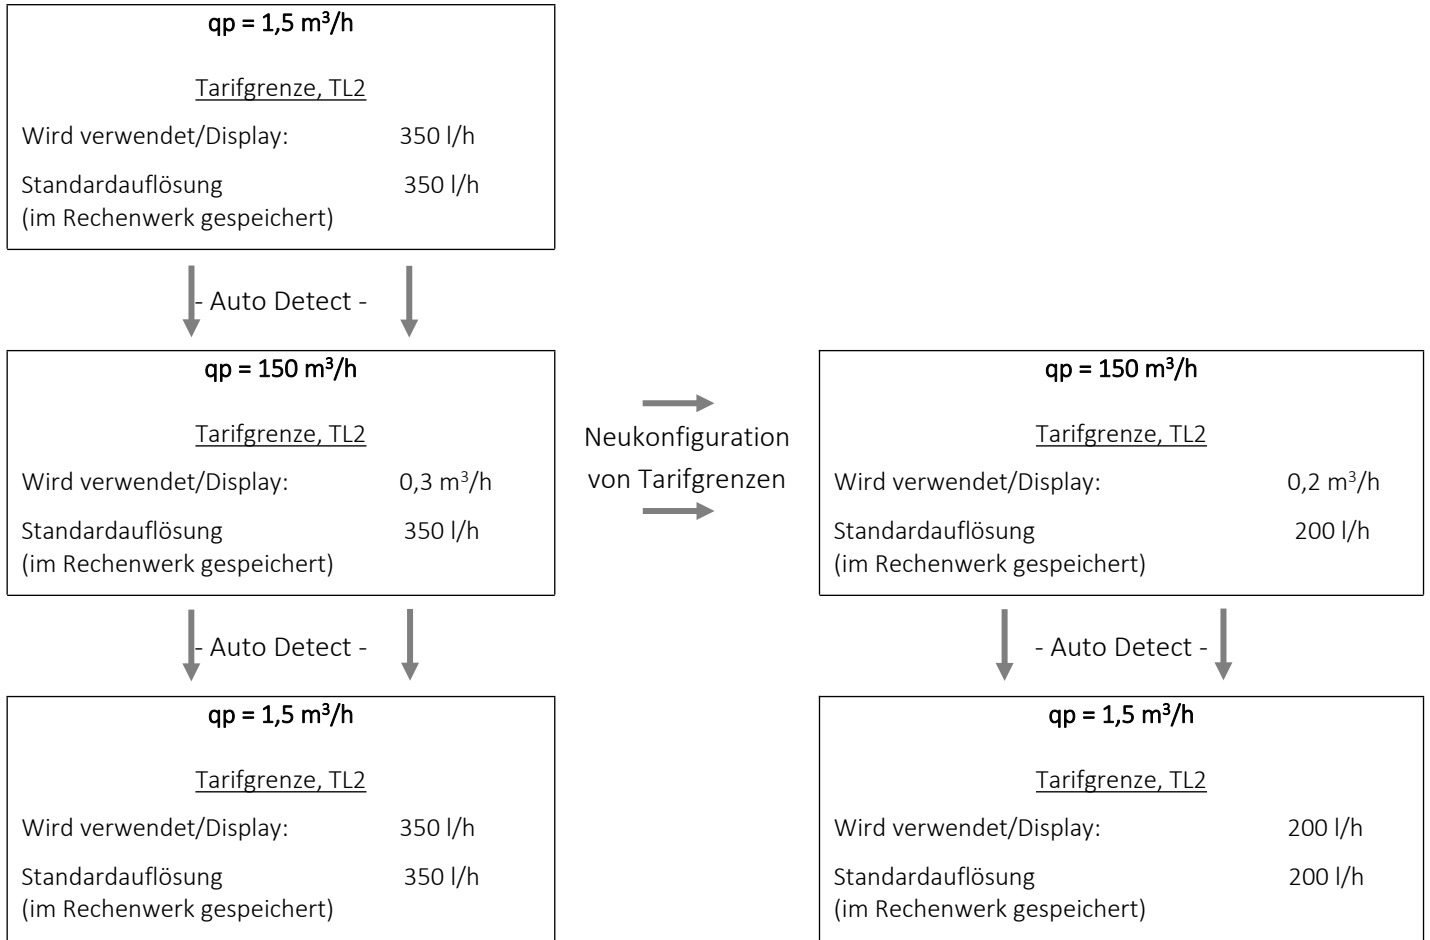 qp = 1,5 m³/h
Tarifgrenze, TL2
Wird verwendet/Display: 350 l/h
Standardauflösung 350 l/h
(im Rechenwerk gespeichert)
- Auto Detect -
qp = 150 m³/h
Tarifgrenze, TL2
Wird verwendet/Display: 0,3 m³/h
Standardauflösung 350 l/h
(im Rechenwerk gespeichert)
Neukonfiguration
von Tarifgrenzen
qp = 150 m³/h
Tarifgrenze, TL2
Wird verwendet/Display: 0,2 m³/h
Standardauflösung 200 l/h
(im Rechenwerk gespeichert)
- Auto Detect -
- Auto Detect -
qp = 1,5 m³/h
Tarifgrenze, TL2
Wird verwendet/Display: 350 l/h
Standardauflösung 350 l/h
(im Rechenwerk gespeichert)
qp = 1,5 m³/h
Tarifgrenze, TL2
Wird verwendet/Display: 200 l/h
Standardauflösung 200 l/h
(im Rechenwerk gespeichert)